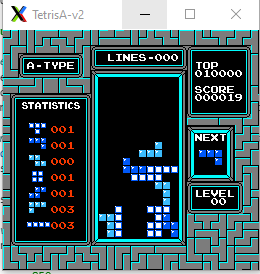 TetrisA-v2
A-TYPE
LINES-000
TOP
010000
SCORE
000019
STATISTICS
001
001
000
001
001
003
003
NEXT
LEVEL
00